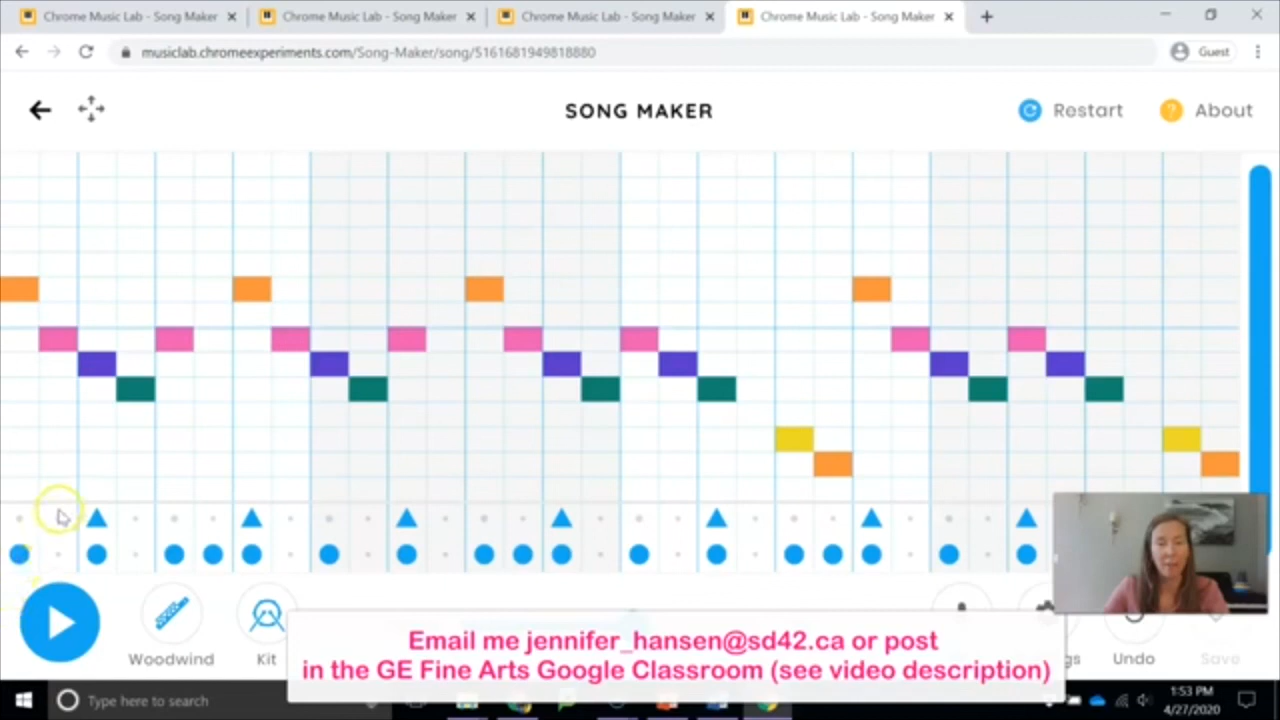 Chrome Music Lab - Song Maker
Chrome Music Lab - Song Maker
Chrome Music Lab - Song Maker
Chrome Music Lab - Song Maker
musiclab.chromeexperiments.com/Song-Maker/song/5161681949818880
Guest
SONG MAKER
Restart
? About
Woodwind
Kit
gs
Undo
Save
Email me jennifer_hansen@sd42.ca or post
in the GE Fine Arts Google Classroom (see video description)
Type here to search
1:53 PM
4/27/2020